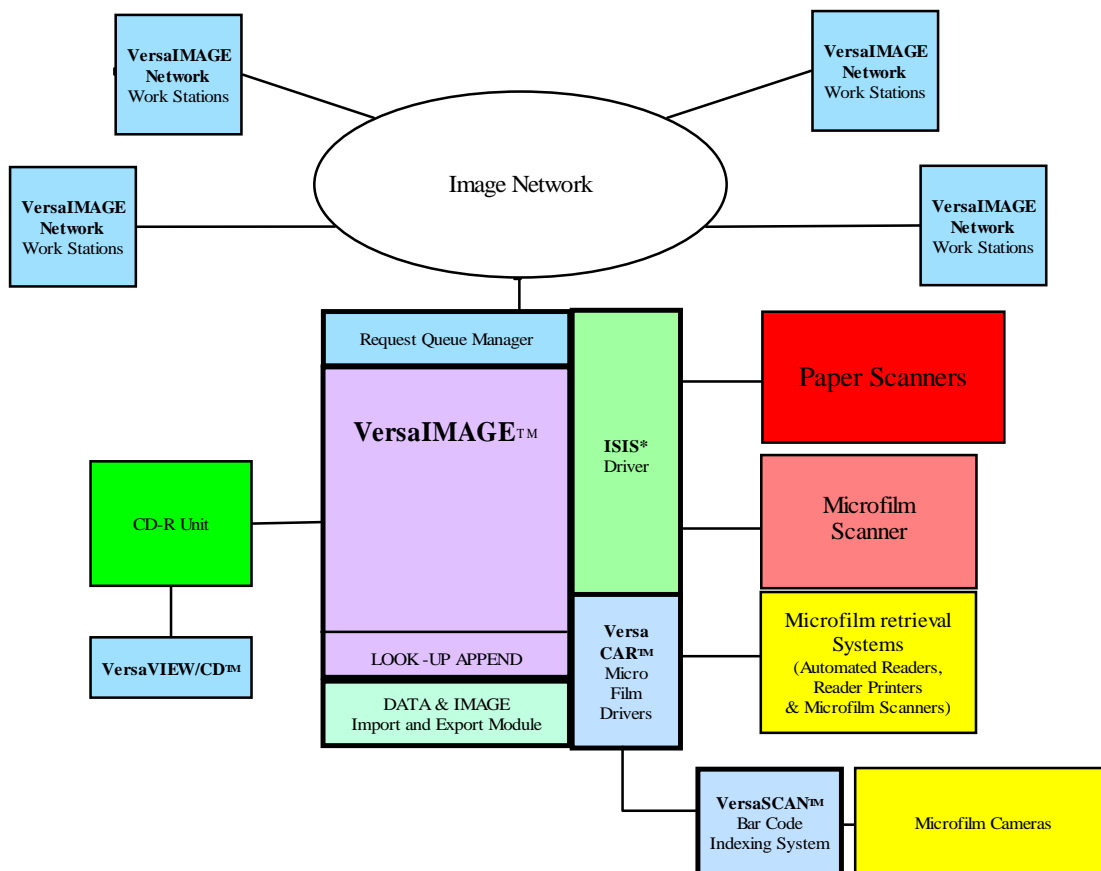 VersaIMAGE
Network
Work Stations
VersaIMAGE
Network
Work Stations
VersaIMAGE
Network
Work Stations
Image Network
VersaIMAGE
Network
Work Stations
Request Queue Manager
VersaIMAGE™
LOOK -UP APPEND
DATA & IMAGE
Import and Export Module
ISIS*
Driver
Versa
CAR™
Micro
Film
Drivers
Paper Scanners
Microfilm
Scanner
Microfilm retrieval
Systems
(Automated Readers,
Reader Printers
& Microfilm Scanners)
CD-R Unit
VersaVIEW/CD™
VersaSCAN™
Bar Code
Indexing System
Microfilm Cameras